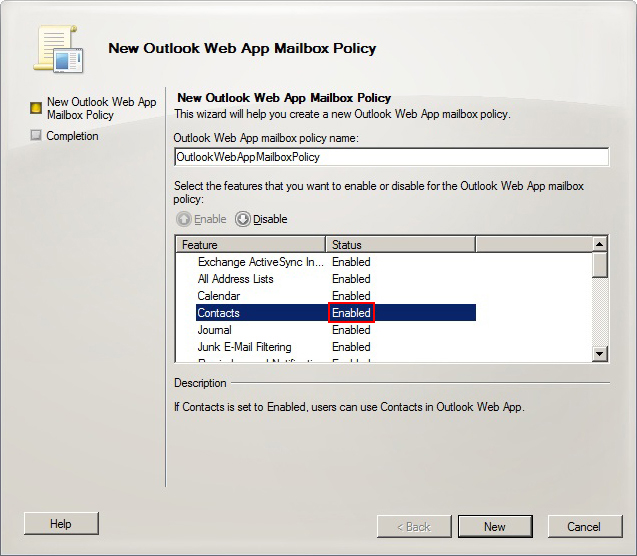 New Outlook Web App Mailbox Policy
New Outlook Web App
Mailbox Policy
Completion
New Outlook Web App Mailbox Policy
This wizard will help you create a new Outlook Web App mailbox policy.
Outlook Web App mailbox policy name:
OutlookWebAppMailboxPolicy
Select the features that you want to enable or disable for the Outlook Web App mailbox
policy:
Enable Disable
Feature Status
Exchange ActiveSync In... Enabled
All Address Lists Enabled
Calendar Enabled
Contacts Enabled
Journal Enabled
Junk E-Mail Filtering Enabled
Description
If Contacts is set to Enabled, users can use Contacts in Outlook Web App.
Help < Back New Cancel